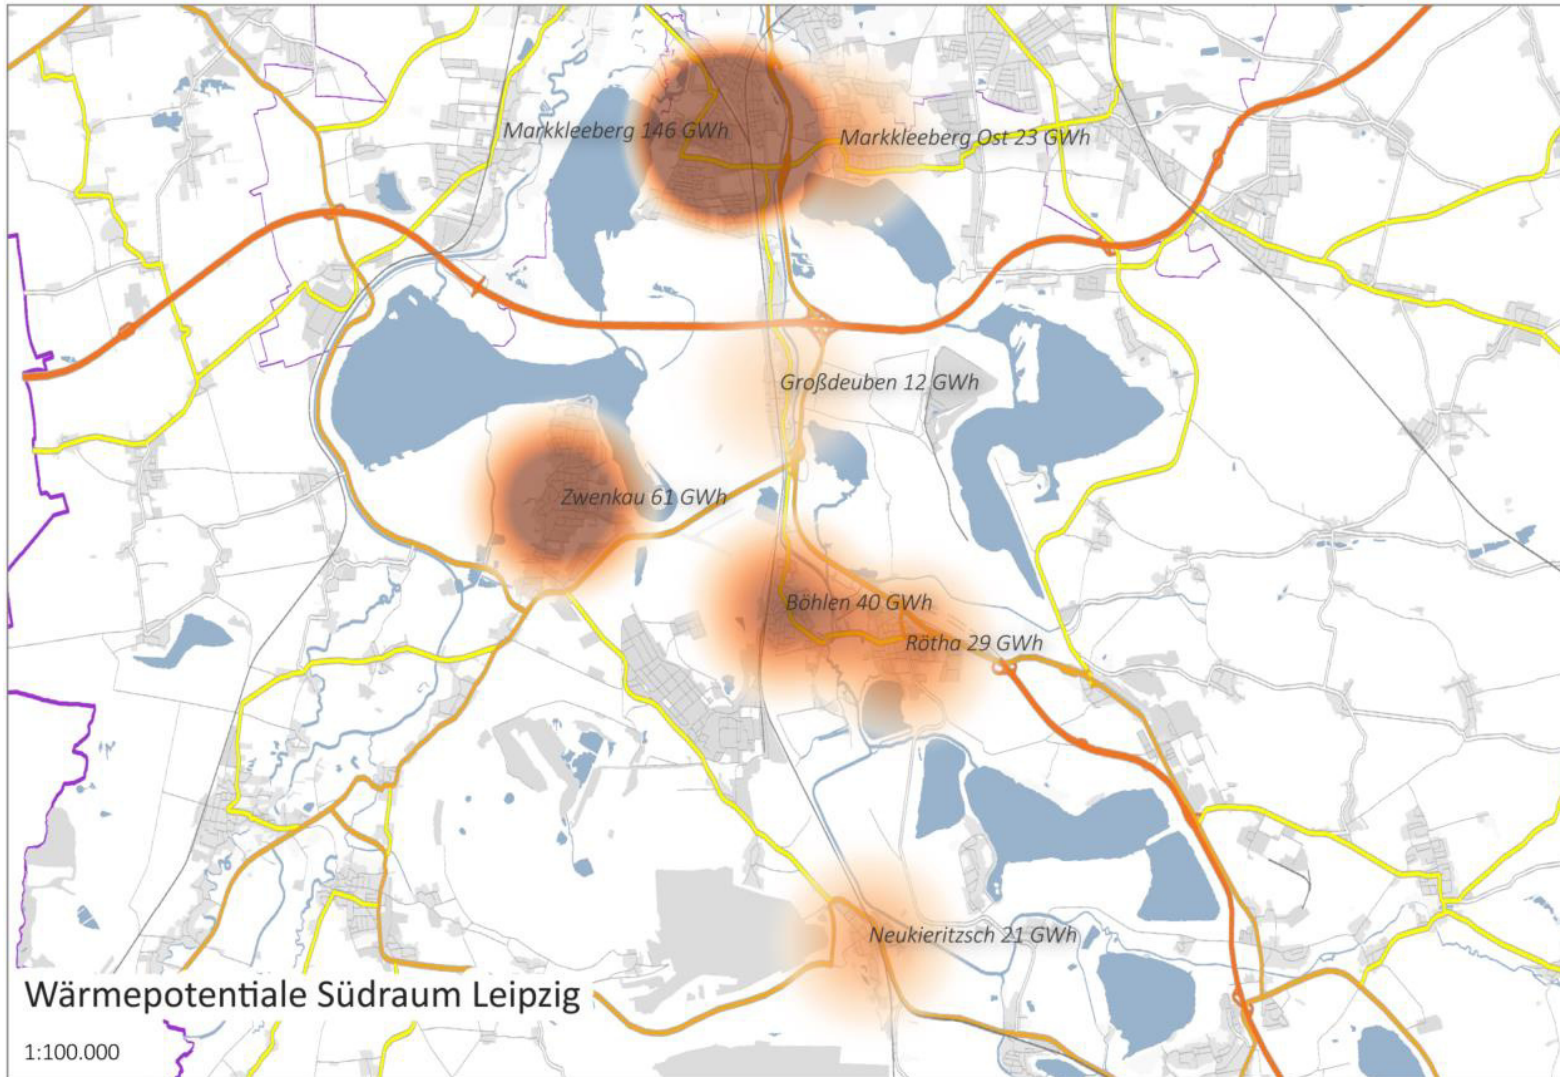 Markkleeberg 146 GWh
Markkleeberg Ost 23 GWh
Großdeuben 12 GWh
Zwenkau 61 GWh
Böhlen 40 GWh
Rötha 29 GWh
Neukieritzsch 21 GWh
Wärmepotentiale Südraum Leipzig
1:100.000